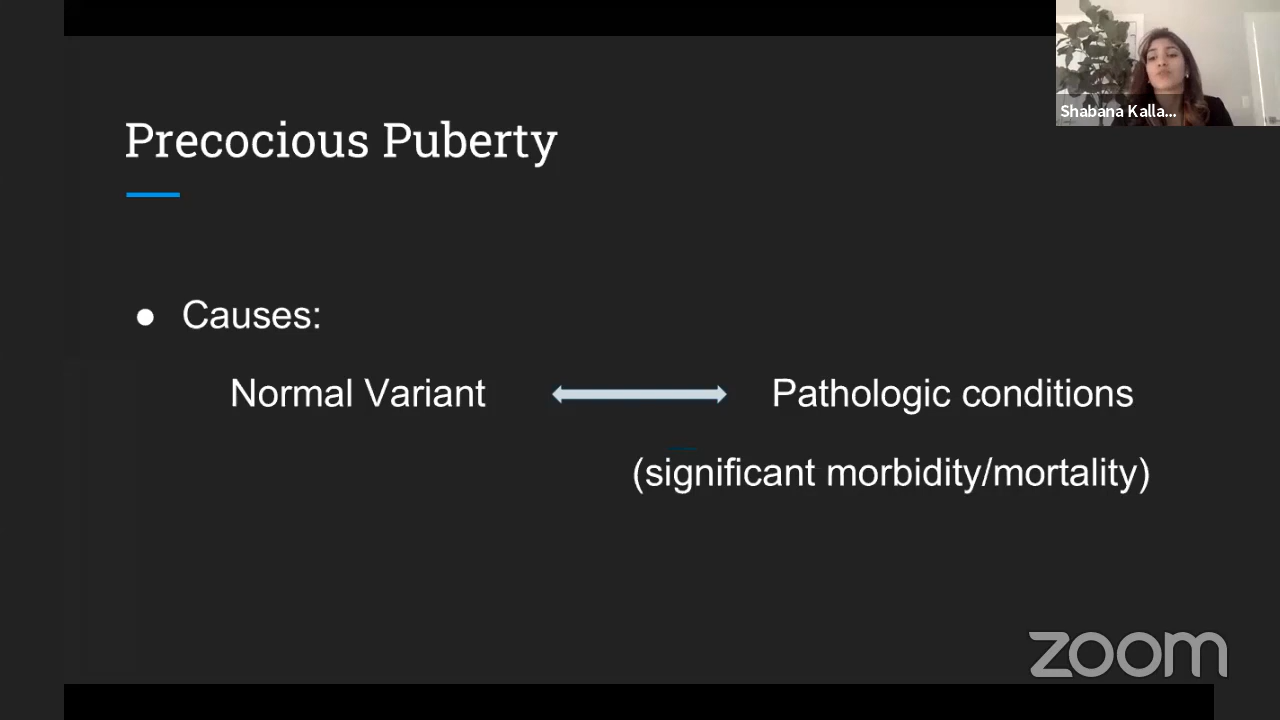 Shabana Kalla...
Precocious Puberty
● Causes:
Normal Variant Pathologic conditions
(significant morbidity/mortality)
zoom